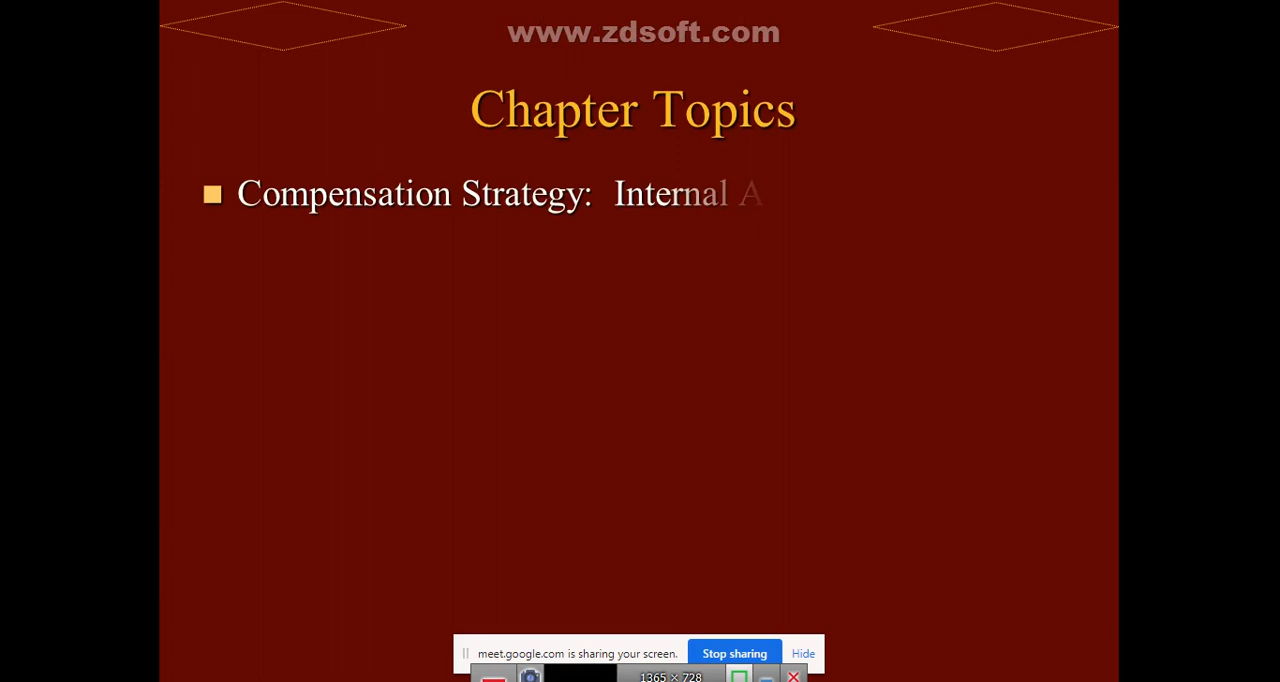 www.zdsoft.com
Chapter Topics
Compensation Strategy: Internal A
meet.google.com is sharing your screen. Stop sharing Hide
1365 × 728